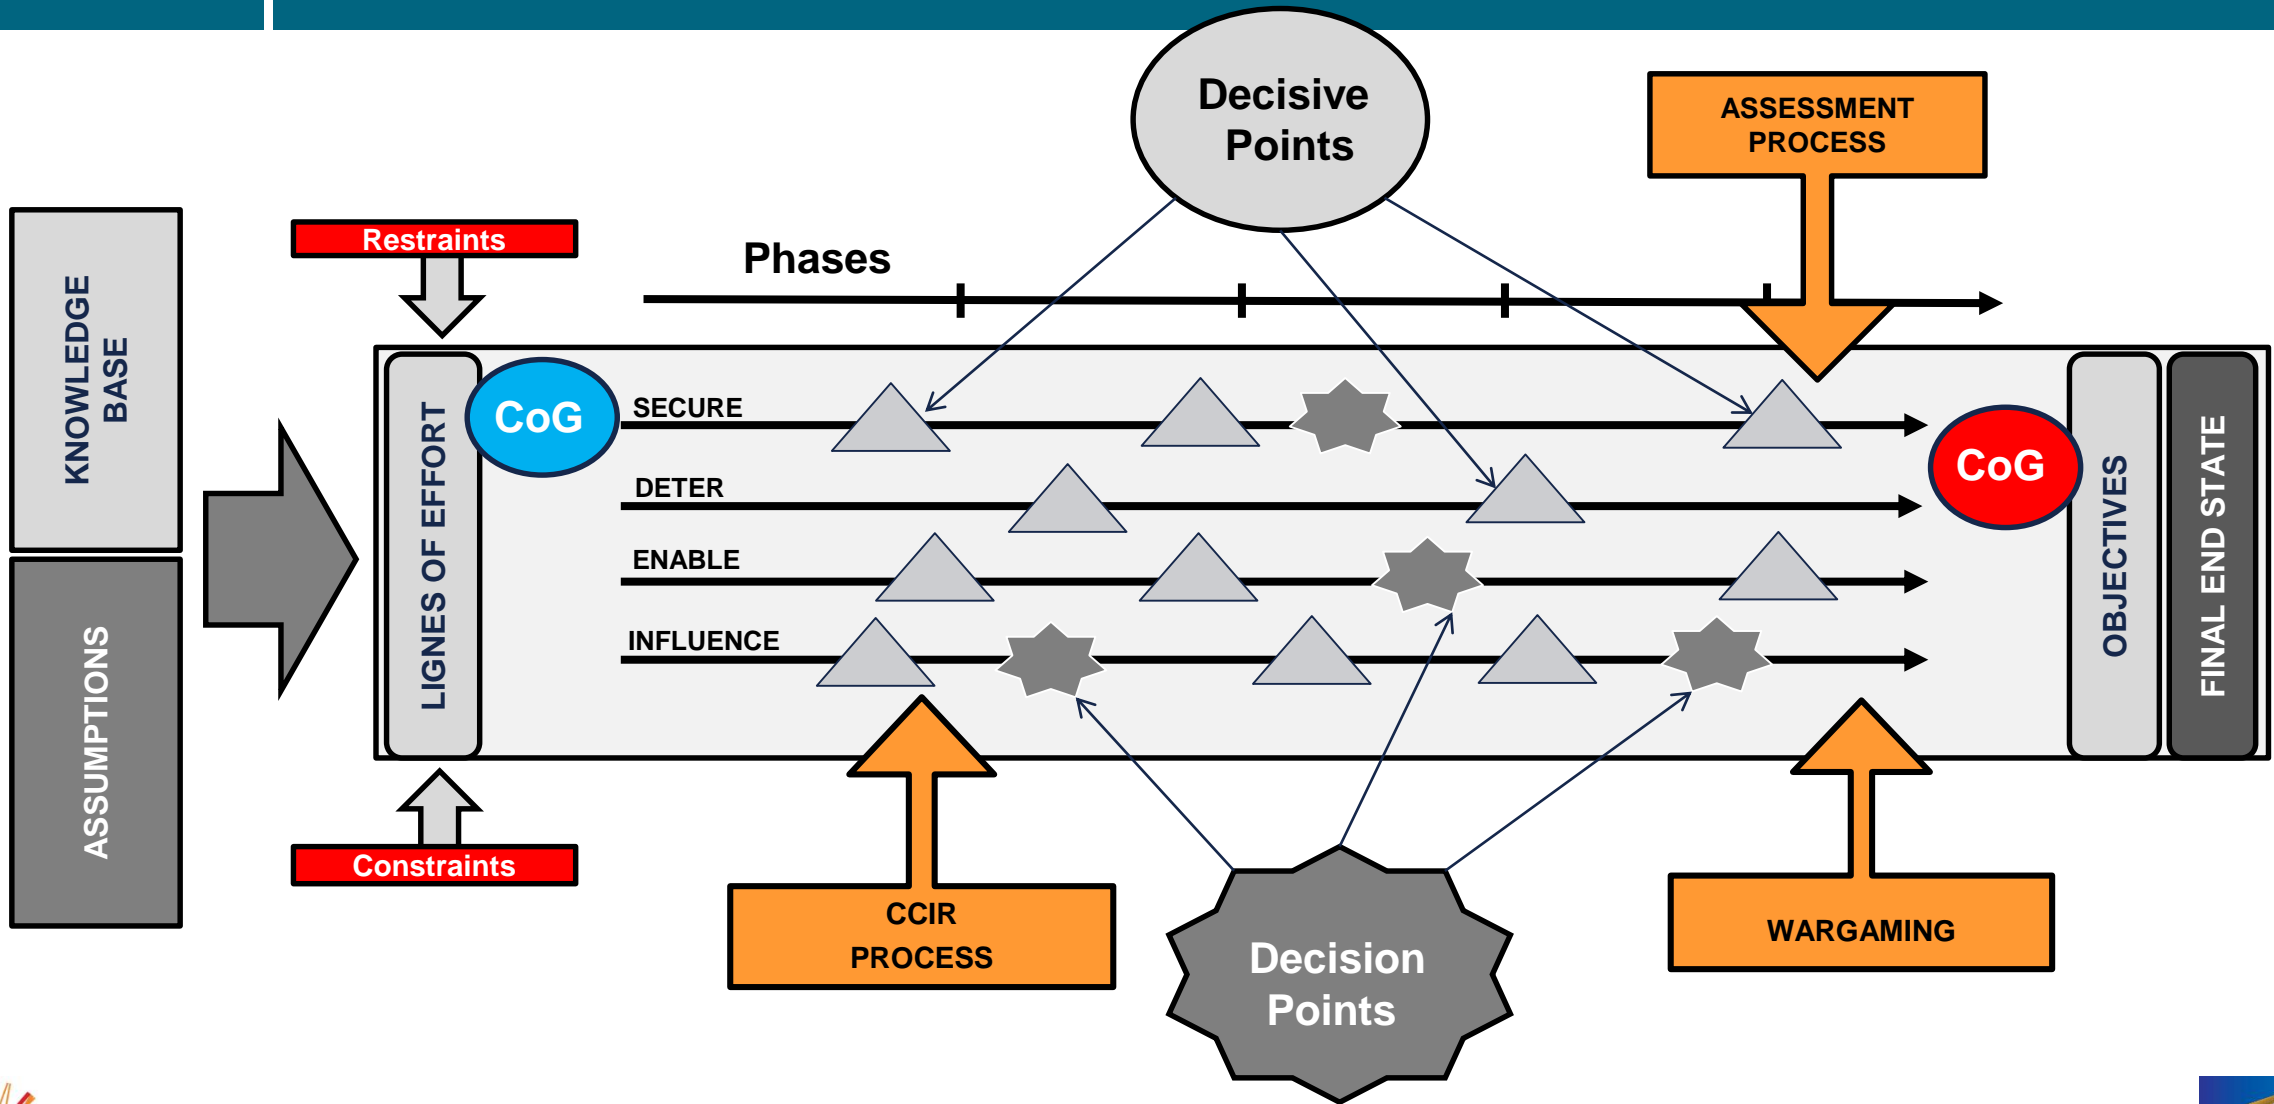 Decisive
Points
ASSESSMENT
PROCESS
KNOWLEDGE
BASE
Restraints
Phases
LIGNES OF EFFORT
CoG
SECURE
DETER
ENABLE
INFLUENCE
CoG
OBJECTIVES
FINAL END STATE
ASSUMPTIONS
Constraints
CCIR
PROCESS
Decision
Points
WARGAMING